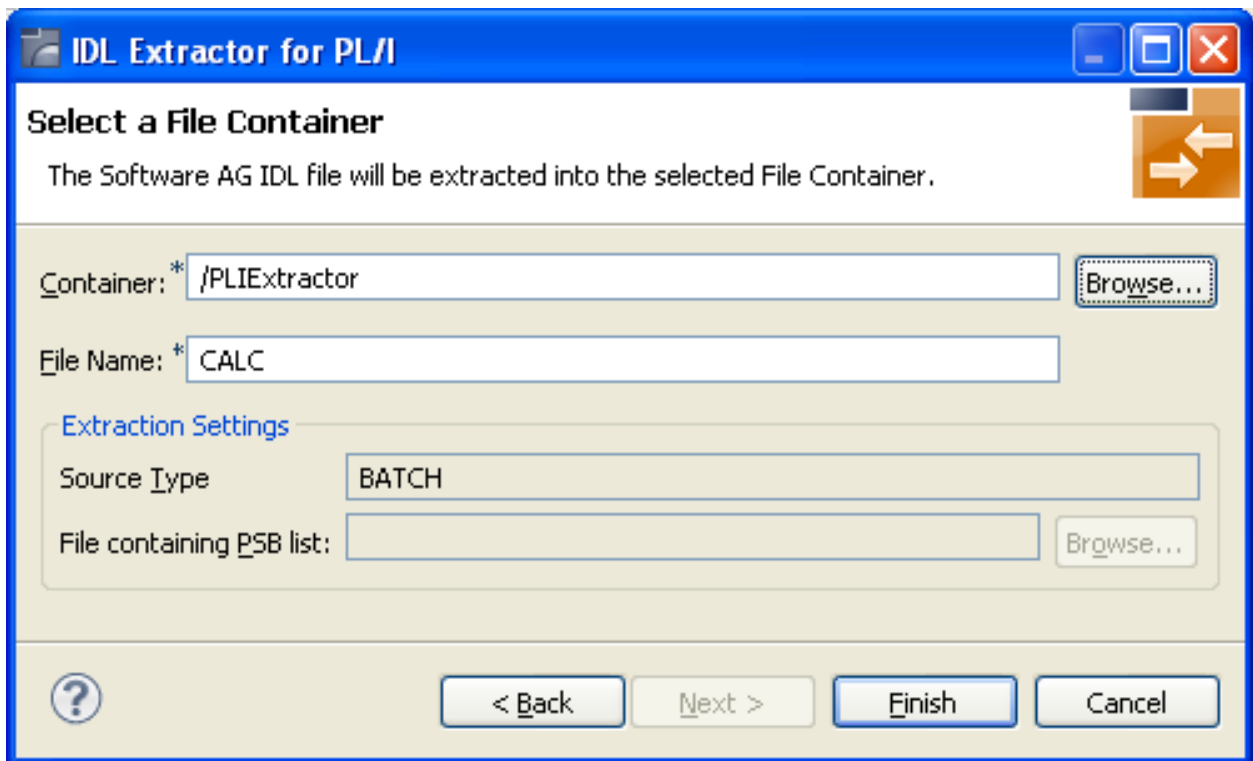 IDL Extractor for PL/I
Select a File Container
The Software AG IDL file will be extracted into the selected File Container.
Container:* /PLIExtractor Browse...
File Name:* CALC
Extraction Settings
Source Type BATCH
File containing PSB list: Browse...
? < Back Next > Finish Cancel